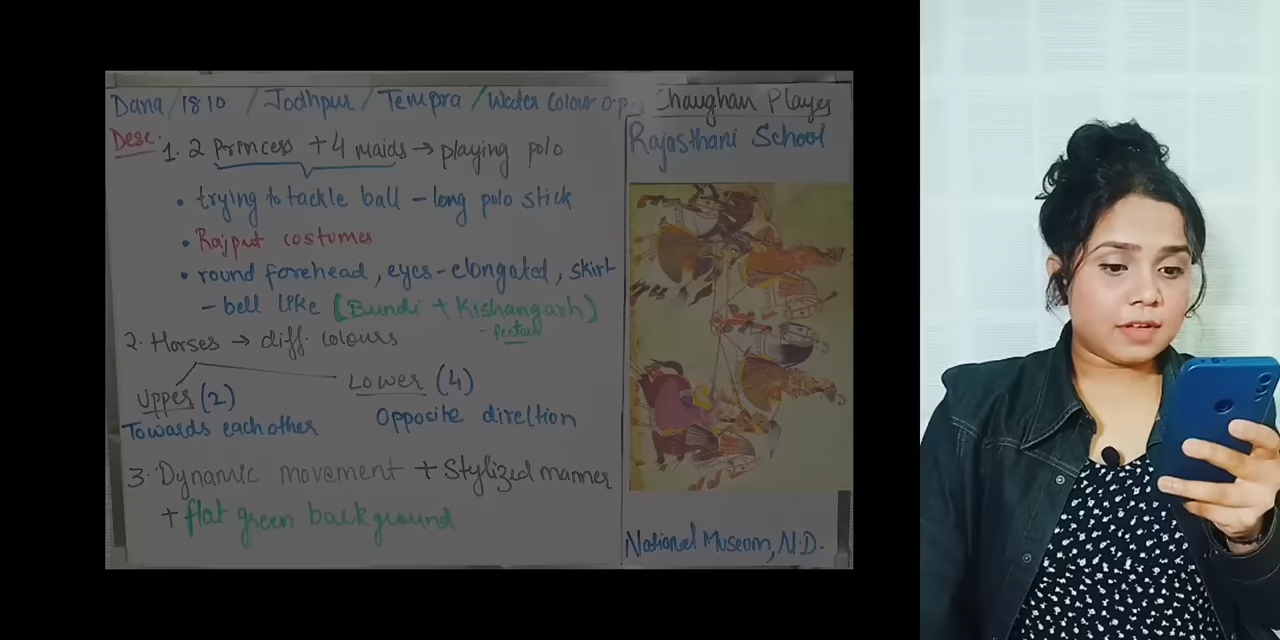 Dana / 1810 / Jodhpur / Tempra / Water Colour o.p.
Chaughan Playes
Rajasthani School
Desc. 1. 2 Princess + 4 Maids → playing polo
• trying to tackle ball - long polo stick
• Rajput costumes
• round forehead, eyes - elongated, skirt
- bell like (Bundi + Kishangarh)
2. Horses → diff. colours
Upper (2) Lower (4)
Towards each other Opposite direction
3. Dynamic movement + Stylized manner
+ flat green background
National Museum, N.D.